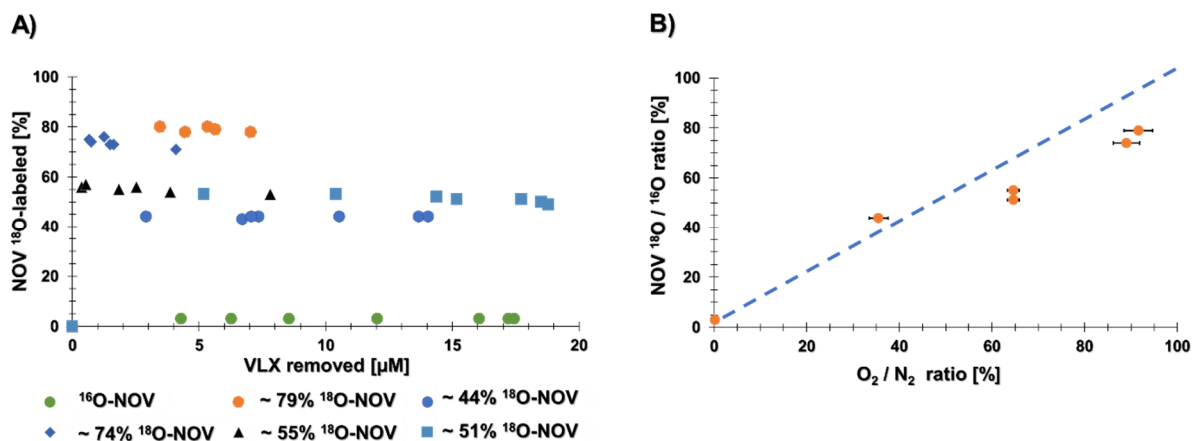 A)
B)
NOV ¹⁸O-labeled [%]
100
80
60
40
20
0
0
5
10
15
20
VLX removed [µM]
¹⁶O-NOV
~ 79% ¹⁸O-NOV
~ 44% ¹⁸O-NOV
~ 74% ¹⁸O-NOV
~ 55% ¹⁸O-NOV
~ 51% ¹⁸O-NOV
NOV ¹⁸O / ¹⁶O ratio [%]
100
80
60
40
20
0
0
20
40
60
80
100
O₂ / N₂ ratio [%]